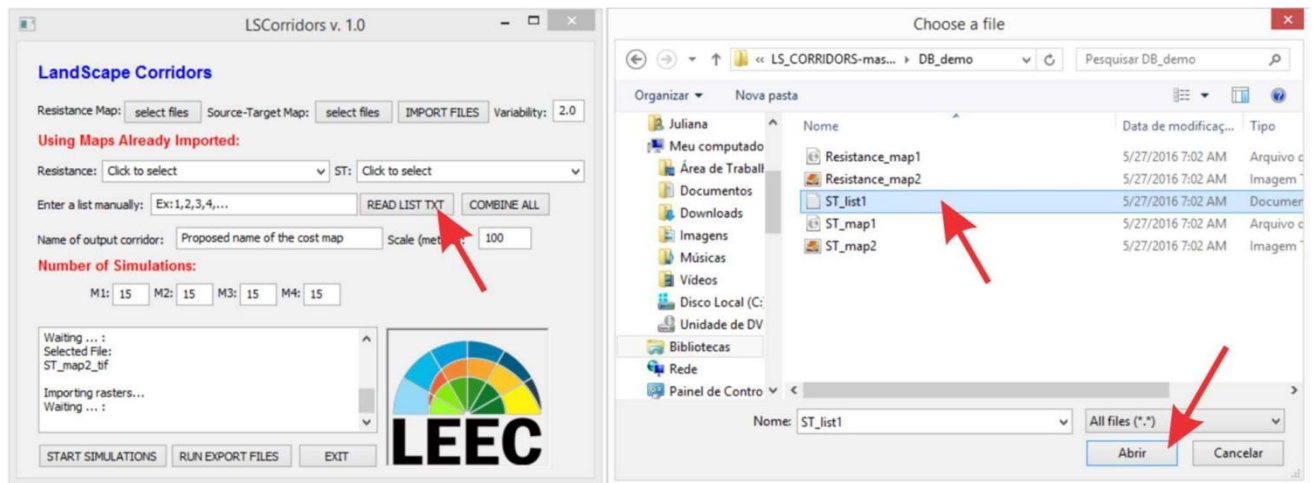 LSCorridors v. 1.0
LandScape Corridors
Resistance Map: select files Source-Target Map: select files IMPORT FILES Variability: 2.0
Using Maps Already Imported:
Resistance: Click to select ST: Click to select
Enter a list manually: Ex:1,2,3,4,... READ LIST TXT COMBINE ALL
Name of output corridor: Proposed name of the cost map Scale (met 100
Number of Simulations:
M1: 15 M2: 15 M3: 15 M4: 15
Waiting ... :
Selected File:
ST_map2_tif
Importing rasters...
Waiting ... :
LEEC
START SIMULATIONS RUN EXPORT FILES EXIT
Choose a file
« LS_CORRIDORS-mas... DB_demo Pesquisar DB_demo
Organizar Nova pasta
Juliana
Meu computado
Área de Trabalh
Documentos
Downloads
Imagens
Músicas
Vídeos
Disco Local (C:
Unidade de DV
Bibliotecas
Rede
Painel de Contro
Nome Data de modificaç... Tipo
Resistance_map1 5/27/2016 7:02 AM Arquivo c
Resistance_map2 5/27/2016 7:02 AM Imagem T
ST_list1 5/27/2016 7:02 AM Documen
ST_map1 5/27/2016 7:02 AM Arquivo c
ST_map2 5/27/2016 7:02 AM Imagem T
Nome: ST_list1 All files (*.*)
Abrir Cancelar